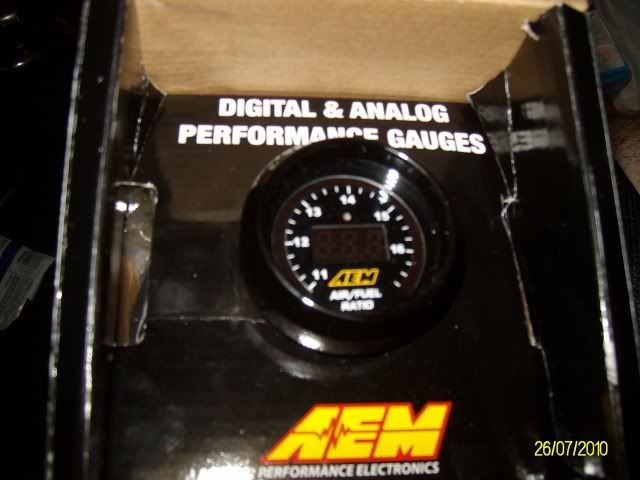 DIGITAL & ANALOG
PERFORMANCE GAUGES
14
13
15
12
16
11
AEM
AIR/FUEL
RATIO
AEM
PERFORMANCE ELECTRONICS
26/07/2010